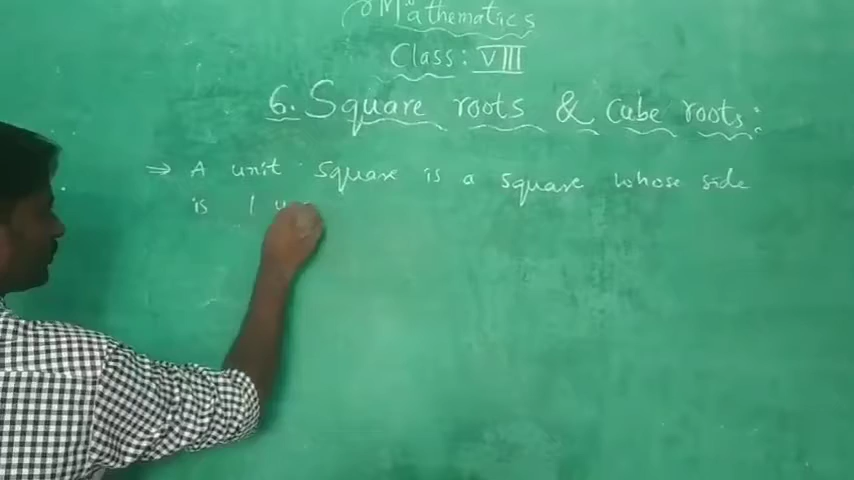 Mathematics
Class: VIII
6. Square roots & Cube roots:
⇒ A unit square is a square whose side
is 1